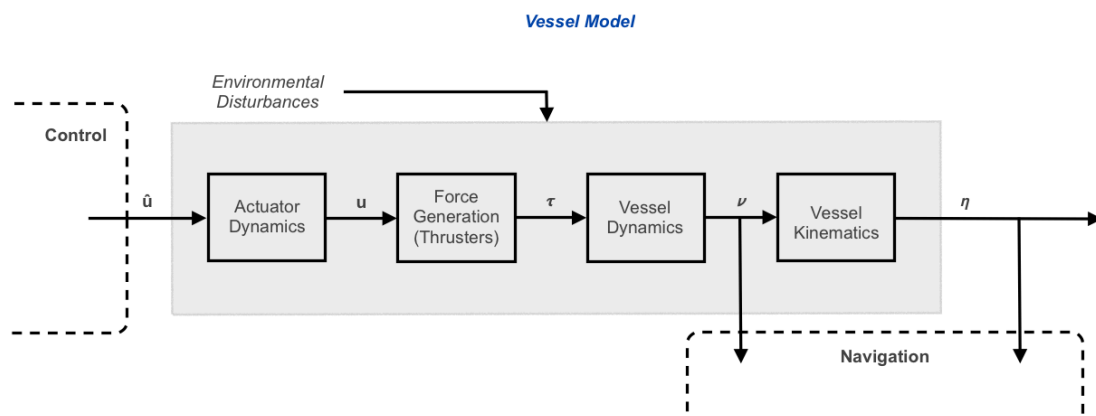 Vessel Model
Environmental
Disturbances
Control
û
Actuator
Dynamics
u
Force
Generation
(Thrusters)
τ
Vessel
Dynamics
ν
Vessel
Kinematics
η
Navigation